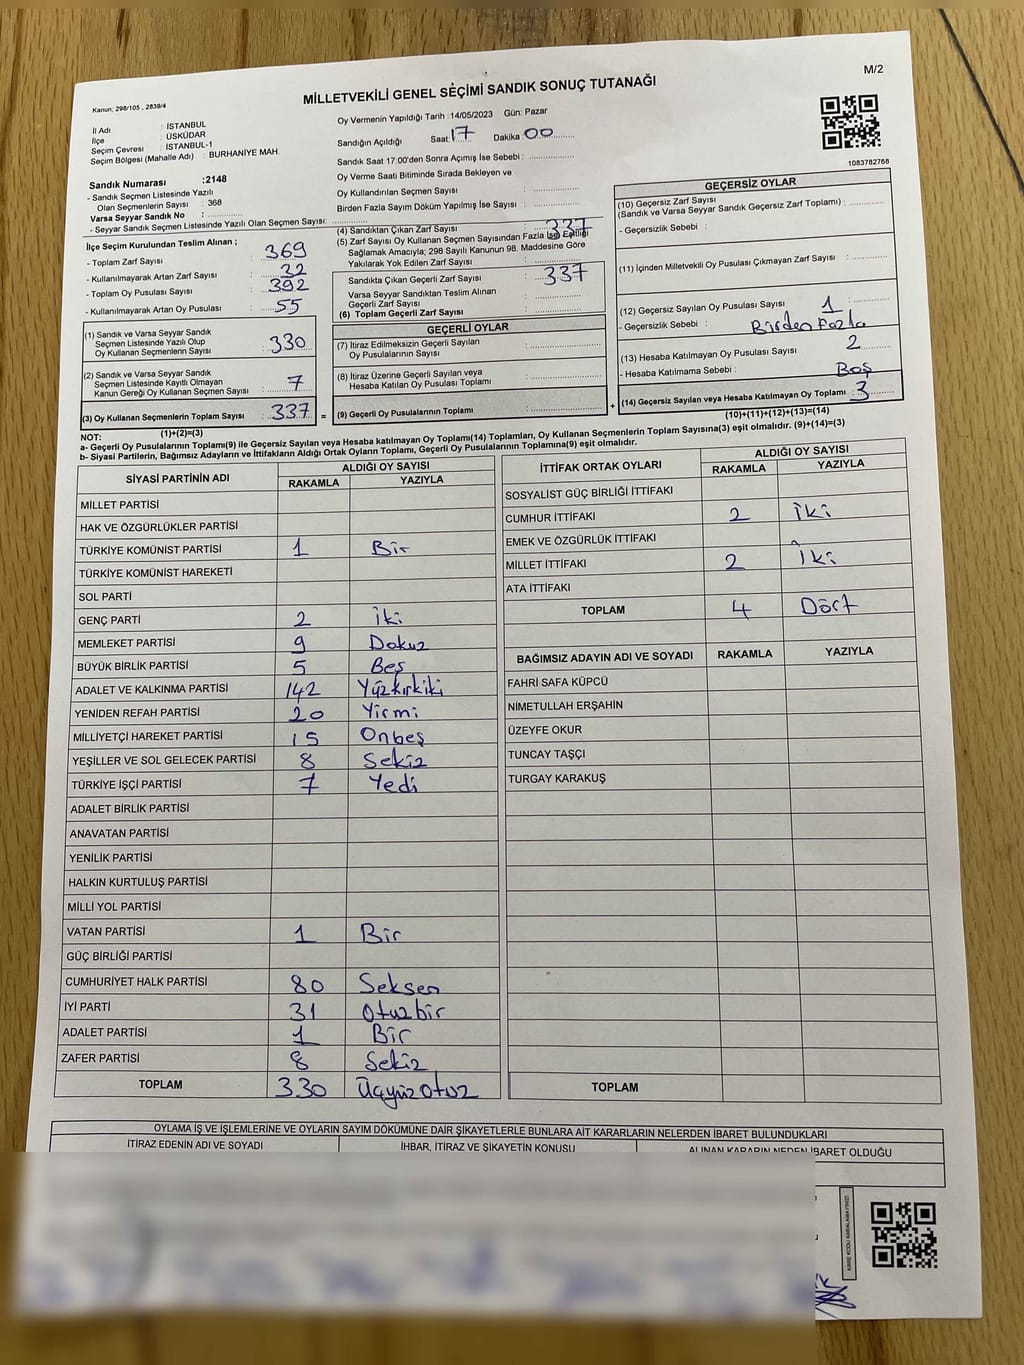 M/2
MİLLETVEKİLİ GENEL SEÇİMİ SANDIK SONUÇ TUTANAĞI
Kanun: 298/105 , 2839/4
İl Adı : İSTANBUL
İlçe : ÜSKÜDAR
Seçim Çevresi : İSTANBUL-1
Seçim Bölgesi (Mahalle Adı) : BURHANİYE MAH.
Sandık Numarası :2148
- Sandık Seçmen Listesinde Yazılı
Olan Seçmenlerin Sayısı : 368
Varsa Seyyar Sandık No :
- Seyyar Sandık Seçmen Listesinde Yazılı Olan Seçmen Sayısı:
Oy Vermenin Yapıldığı Tarih :14/05/2023 Gün: Pazar
Sandığın Açıldığı Saat 17 Dakika 00
Sandık Saat 17:00'den Sonra Açımış İse Sebebi :
Oy Verme Saati Bitiminde Sırada Bekleyen ve
Oy Kullandırılan Seçmen Sayısı :
Birden Fazla Sayım Döküm Yapılmış İse Sayısı :
1083782768
İlçe Seçim Kurulundan Teslim Alınan ;
- Toplam Zarf Sayısı : 369
- Kullanılmayarak Artan Zarf Sayısı : 32
- Toplam Oy Pusulası Sayısı : 392
- Kullanılmayarak Artan Oy Pusulası : 55
(1) Sandık ve Varsa Seyyar Sandık
Seçmen Listesinde Yazılı Olup
Oy Kullanan Seçmenlerin Sayısı : 330
(2) Sandık ve Varsa Seyyar Sandık
Seçmen Listesinde Kayıtlı Olmayan
Kanun Gereği Oy Kullanan Seçmen Sayısı : 7
(3) Oy Kullanan Seçmenlerin Toplam Sayısı : 337 =
(1)+(2)=(3)
(4) Sandıktan Çıkan Zarf Sayısı : 337
(5) Zarf Sayısı Oy Kullanan Seçmen Sayısından Fazla İse Eşitliği
Sağlamak Amacıyla; 298 Sayılı Kanunun 98. Maddesine Göre
Yakılarak Yok Edilen Zarf Sayısı :
Sandıkta Çıkan Geçerli Zarf Sayısı : 337
Varsa Seyyar Sandıktan Teslim Alınan
Geçerli Zarf Sayısı :
(6) Toplam Geçerli Zarf Sayısı :
GEÇERLİ OYLAR
(7) İtiraz Edilmeksizin Geçerli Sayılan
Oy Pusulalarının Sayısı :
(8) İtiraz Üzerine Geçerli Sayılan veya
Hesaba Katılan Oy Pusulası Toplamı :
(9) Geçerli Oy Pusulalarının Toplamı : +
GEÇERSİZ OYLAR
(10) Geçersiz Zarf Sayısı
(Sandık ve Varsa Seyyar Sandık Geçersiz Zarf Toplamı) :
- Geçersizlik Sebebi :
(11) İçinden Milletvekili Oy Pusulası Çıkmayan Zarf Sayısı :
(12) Geçersiz Sayılan Oy Pusulası Sayısı : 1
- Geçersizlik Sebebi : Birden Fazla
(13) Hesaba Katılmayan Oy Pusulası Sayısı : 2
- Hesaba Katılmama Sebebi : Boş
(14) Geçersiz Sayılan veya Hesaba Katılmayan Oy Toplamı : 3
(10)+(11)+(12)+(13)=(14)
NOT:
a- Geçerli Oy Pusulalarının Toplamı(9) ile Geçersiz Sayılan veya Hesaba katılmayan Oy Toplamı(14) Toplamları, Oy Kullanan Seçmenlerin Toplam Sayısına(3) eşit olmalıdır. (9)+(14)=(3)
b- Siyasi Partilerin, Bağımsız Adayların ve İttifakların Aldığı Ortak Oyların Toplamı, Geçerli Oy Pusulalarının Toplamına(9) eşit olmalıdır.
SİYASİ PARTİNİN ADI ALDIĞI OY SAYISI
RAKAMLA YAZIYLA
MİLLET PARTİSİ
HAK VE ÖZGÜRLÜKLER PARTİSİ
TÜRKİYE KOMÜNİST PARTİSİ 1 Bir
TÜRKİYE KOMÜNİST HAREKETİ
SOL PARTİ
GENÇ PARTİ 2 İki
MEMLEKET PARTİSİ 9 Dokuz
BÜYÜK BİRLİK PARTİSİ 5 Beş
ADALET VE KALKINMA PARTİSİ 142 Yüzkırkiki
YENİDEN REFAH PARTİSİ 20 Yirmi
MİLLİYETÇİ HAREKET PARTİSİ 15 Onbeş
YEŞİLLER VE SOL GELECEK PARTİSİ 8 Sekiz
TÜRKİYE İŞÇİ PARTİSİ 7 Yedi
ADALET BİRLİK PARTİSİ
ANAVATAN PARTİSİ
YENİLİK PARTİSİ
HALKIN KURTULUŞ PARTİSİ
MİLLİ YOL PARTİSİ
VATAN PARTİSİ 1 Bir
GÜÇ BİRLİĞİ PARTİSİ
CUMHURİYET HALK PARTİSİ 80 Seksen
İYİ PARTİ 31 Otuzbir
ADALET PARTİSİ 1 Bir
ZAFER PARTİSİ 8 Sekiz
TOPLAM 330 Üçyüzotuz
İTTİFAK ORTAK OYLARI ALDIĞI OY SAYISI
RAKAMLA YAZIYLA
SOSYALİST GÜÇ BİRLİĞİ İTTİFAKI
CUMHUR İTTİFAKI 2 İki
EMEK VE ÖZGÜRLÜK İTTİFAKI
MİLLET İTTİFAKI 2 İki
ATA İTTİFAKI
TOPLAM 4 Dört
BAĞIMSIZ ADAYIN ADI VE SOYADI RAKAMLA YAZIYLA
FAHRİ SAFA KÜPCÜ
NİMETULLAH ERŞAHİN
ÜZEYFE OKUR
TUNCAY TAŞÇI
TURGAY KARAKUŞ
TOPLAM
OYLAMA İŞ VE İŞLEMLERİNE VE OYLARIN SAYIM DÖKÜMÜNE DAİR ŞİKAYETLERLE BUNLARA AİT KARARLARIN NELERDEN İBARET BULUNDUKLARI
İTİRAZ EDENİN ADI VE SOYADI İHBAR, İTİRAZ VE ŞİKAYETİN KONUSU ALINAN KARARIN NEDEN İBARET OLDUĞU
KARE KODU KARALAMAYINIZ!